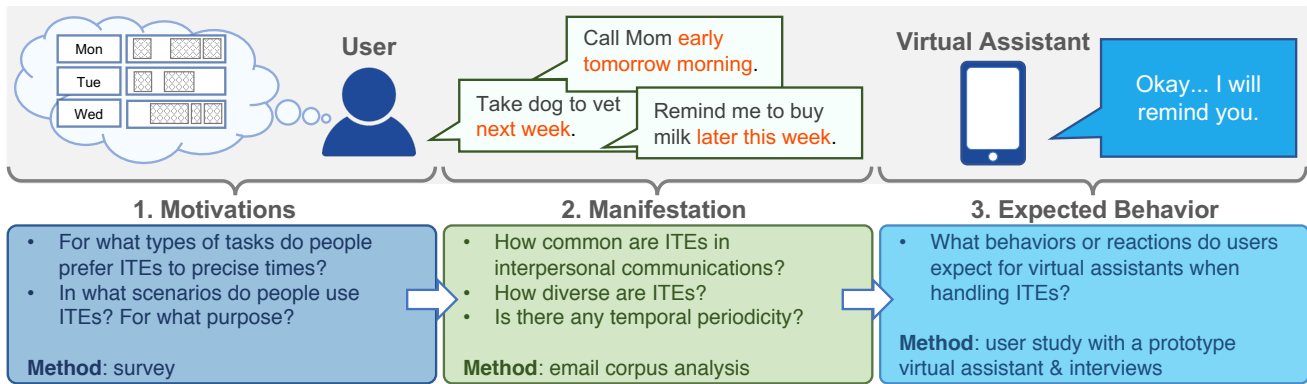 Mon
Tue
Wed
User
Call Mom early
tomorrow morning.
Take dog to vet
next week.
Remind me to buy
milk later this week.
Virtual Assistant
Okay... I will
remind you.
1. Motivations
• For what types of tasks do people
prefer ITEs to precise times?
• In what scenarios do people use
ITEs? For what purpose?
Method: survey
2. Manifestation
• How common are ITEs in
interpersonal communications?
• How diverse are ITEs?
• Is there any temporal periodicity?
Method: email corpus analysis
3. Expected Behavior
• What behaviors or reactions do users
expect for virtual assistants when
handling ITEs?
Method: user study with a prototype
virtual assistant & interviews